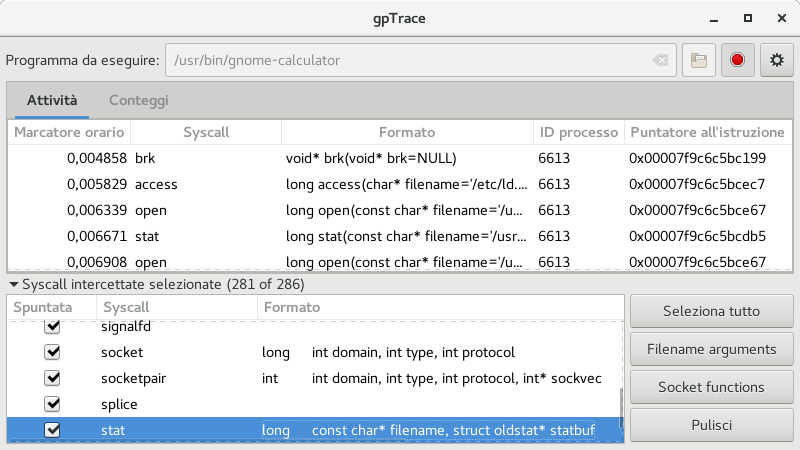 gpTrace
Programma da eseguire: /usr/bin/gnome-calculator
Attività Conteggi
Marcatore orario Syscall Formato ID processo Puntatore all'istruzione
0,004858 brk void* brk(void* brk=NULL) 6613 0x00007f9c6c5bc199
0,005829 access long access(char* filename='/etc/ld.... 6613 0x00007f9c6c5bcec7
0,006339 open long open(const char* filename='/u... 6613 0x00007f9c6c5bce67
0,006671 stat long stat(const char* filename='/usr... 6613 0x00007f9c6c5bcdb5
0,006908 open long open(const char* filename='/u... 6613 0x00007f9c6c5bce67
Syscall intercettate selezionate (281 of 286)
Spuntata Syscall Formato
signalfd
socket long int domain, int type, int protocol
socketpair int int domain, int type, int protocol, int* sockvec
splice
stat long const char* filename, struct oldstat* statbuf
Seleziona tutto
Filename arguments
Socket functions
Pulisci